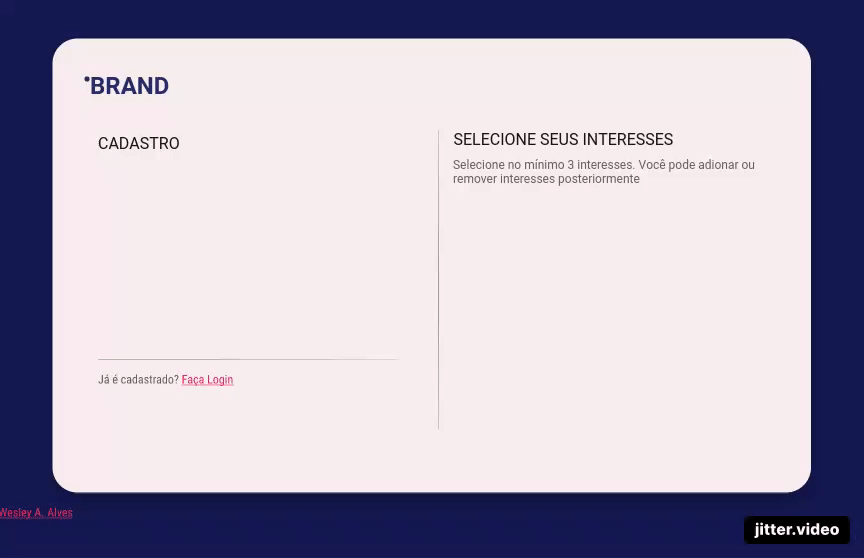 BRAND
CADASTRO
Já é cadastrado? Faça Login
SELECIONE SEUS INTERESSES
Selecione no mínimo 3 interesses. Você pode adionar ou
remover interesses posteriormente
Wesley A. Alves
jitter.video